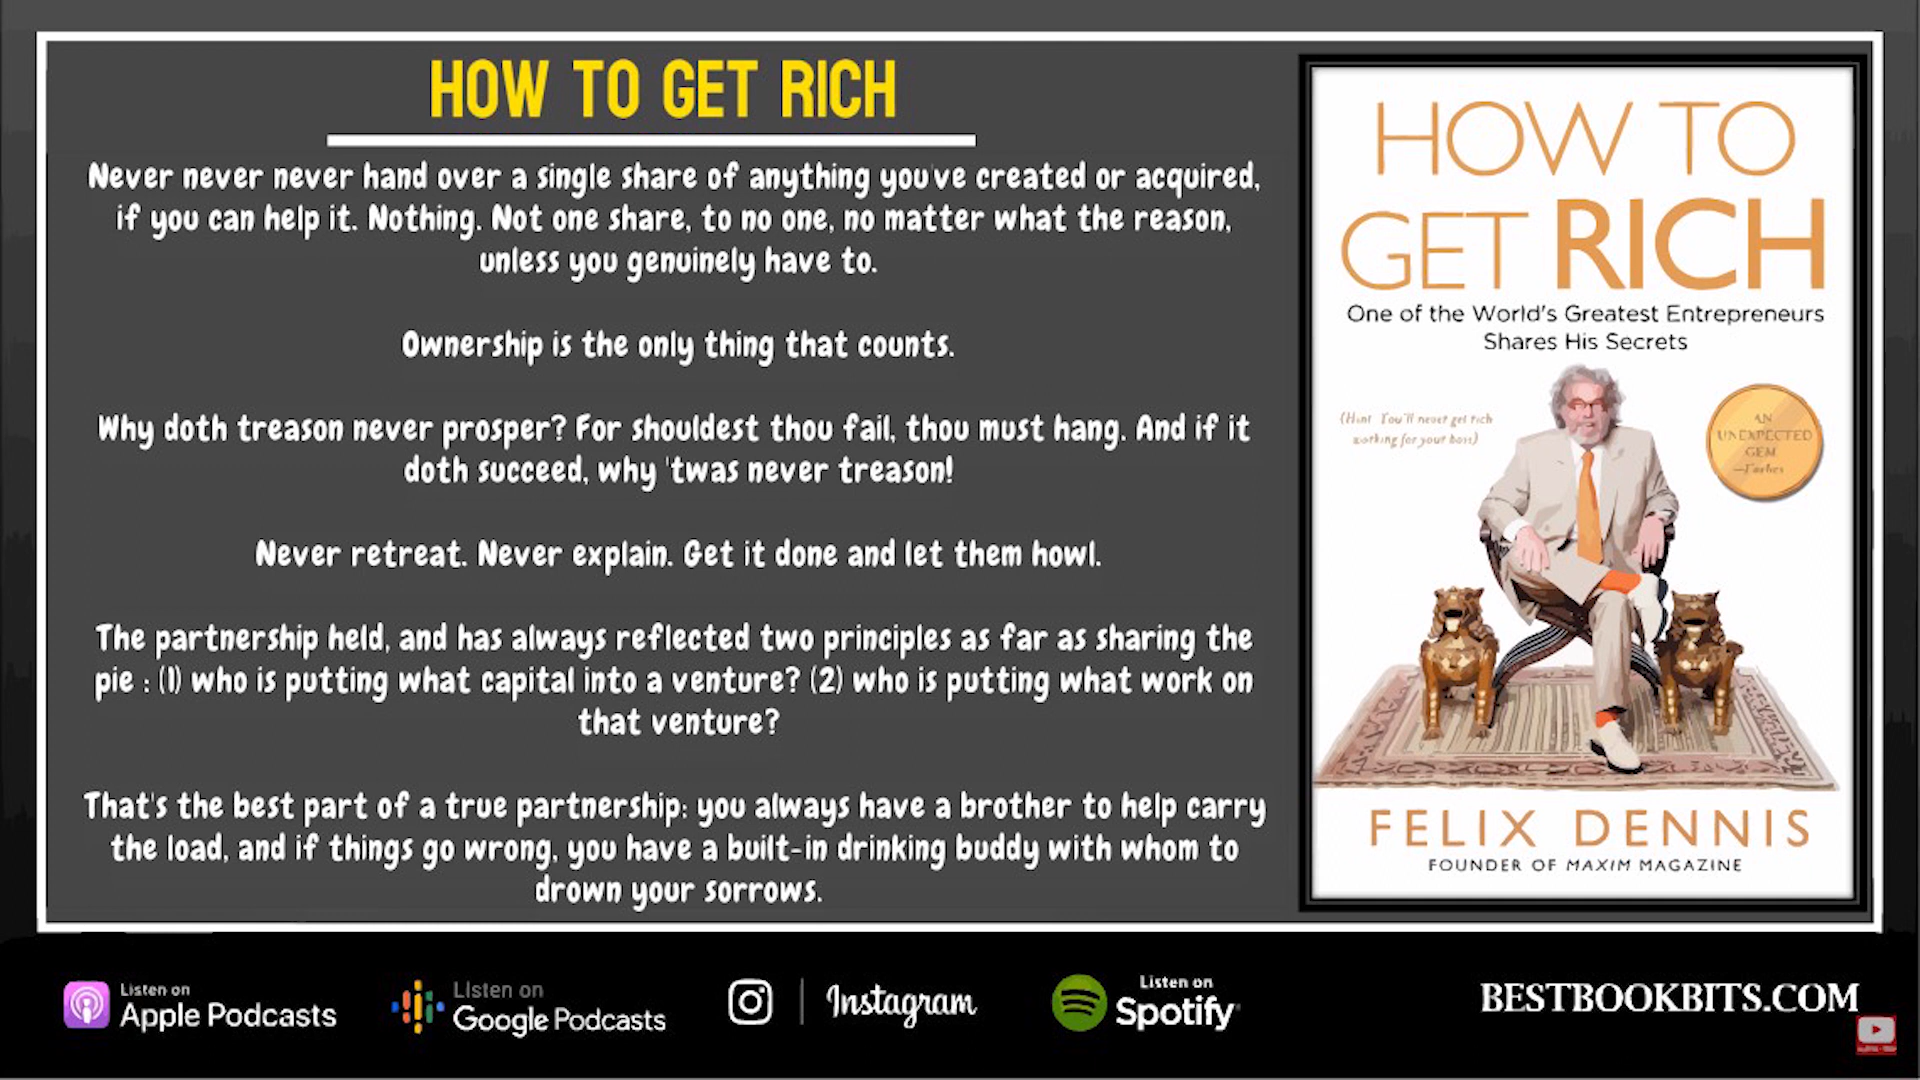 HOW TO GET RICH
Never never never hand over a single share of anything you've created or acquired,
if you can help it. Nothing. Not one share, to no one, no matter what the reason,
unless you genuinely have to.
Ownership is the only thing that counts.
Why doth treason never prosper? For shouldest thou fail, thou must hang. And if it
doth succeed, why 'twas never treason!
Never retreat. Never explain. Get it done and let them howl.
The partnership held, and has always reflected two principles as far as sharing the
pie : (1) who is putting what capital into a venture? (2) who is putting what work on
that venture?
That's the best part of a true partnership: you always have a brother to help carry
the load, and if things go wrong, you have a built-in drinking buddy with whom to
drown your sorrows.
HOW TO
GET RICH
One of the World's Greatest Entrepreneurs
Shares His Secrets
(Hint You'll never get rich
working for your boss)
AN
UNEXPECTED
GEM
—Forbes
FELIX DENNIS
FOUNDER OF MAXIM MAGAZINE
Listen on
Apple Podcasts
Listen on
Google Podcasts
Instagram
Listen on
Spotify
BESTBOOKBITS.COM